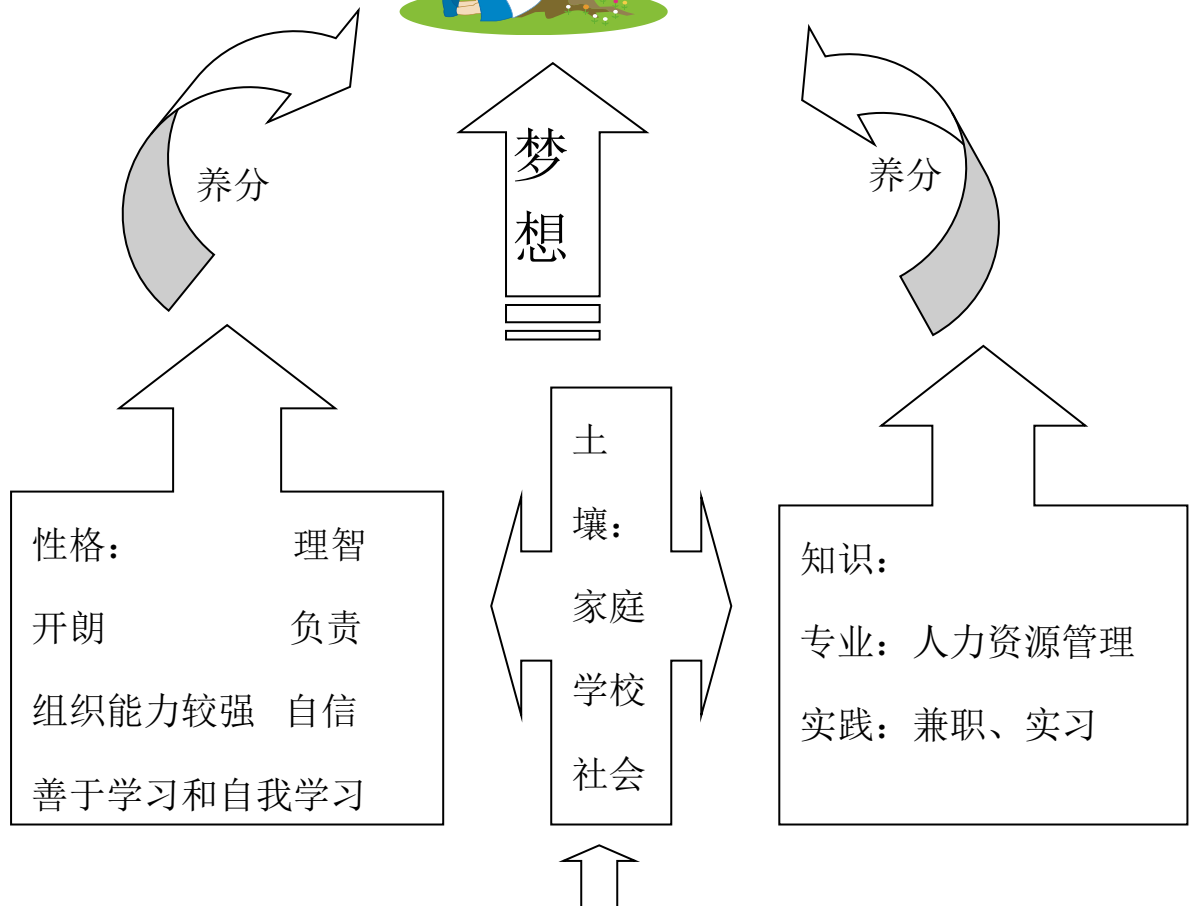 梦
想
养分
养分
性格： 理智
开朗 负责
组织能力较强 自信
善于学习和自我学习
土
壤：
家庭
学校
社会
知识：
专业：人力资源管理
实践：兼职、实习